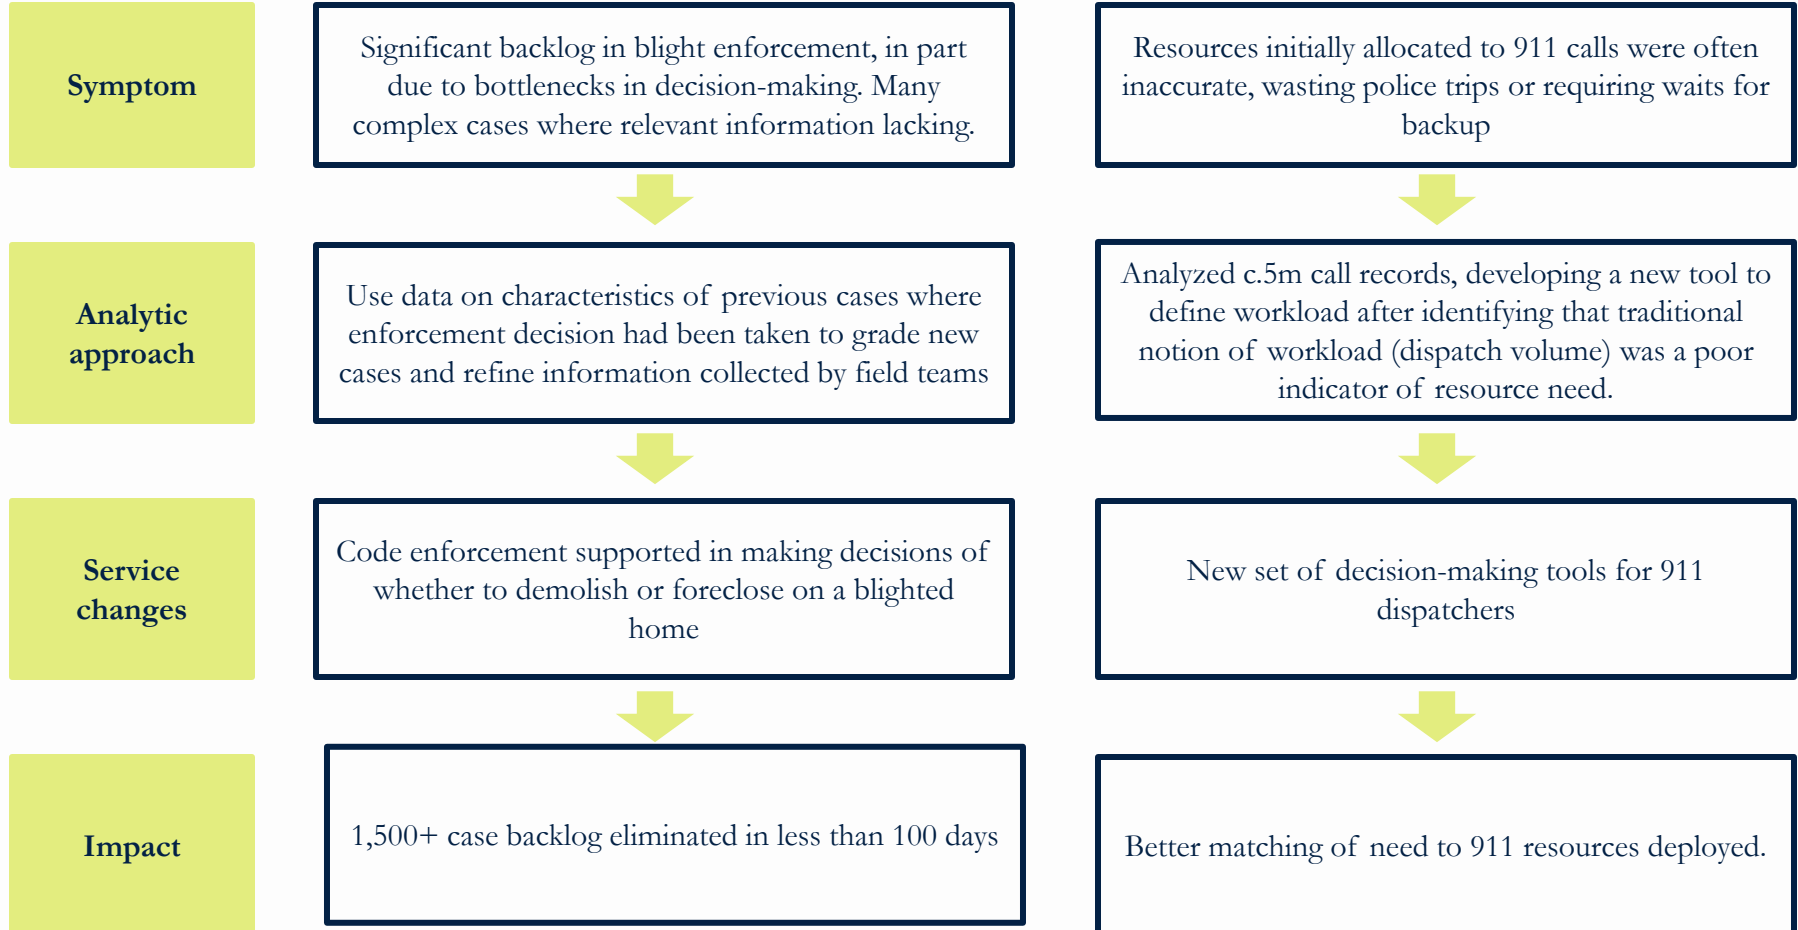 Symptom
Significant backlog in blight enforcement, in part
due to bottlenecks in decision-making. Many
complex cases where relevant information lacking.
Resources initially allocated to 911 calls were often
inaccurate, wasting police trips or requiring waits for
backup
Analytic
approach
Use data on characteristics of previous cases where
enforcement decision had been taken to grade new
cases and refine information collected by field teams
Analyzed c.5m call records, developing a new tool to
define workload after identifying that traditional
notion of workload (dispatch volume) was a poor
indicator of resource need.
Service
changes
Code enforcement supported in making decisions of
whether to demolish or foreclose on a blighted
home
New set of decision-making tools for 911
dispatchers
Impact
1,500+ case backlog eliminated in less than 100 days
Better matching of need to 911 resources deployed.